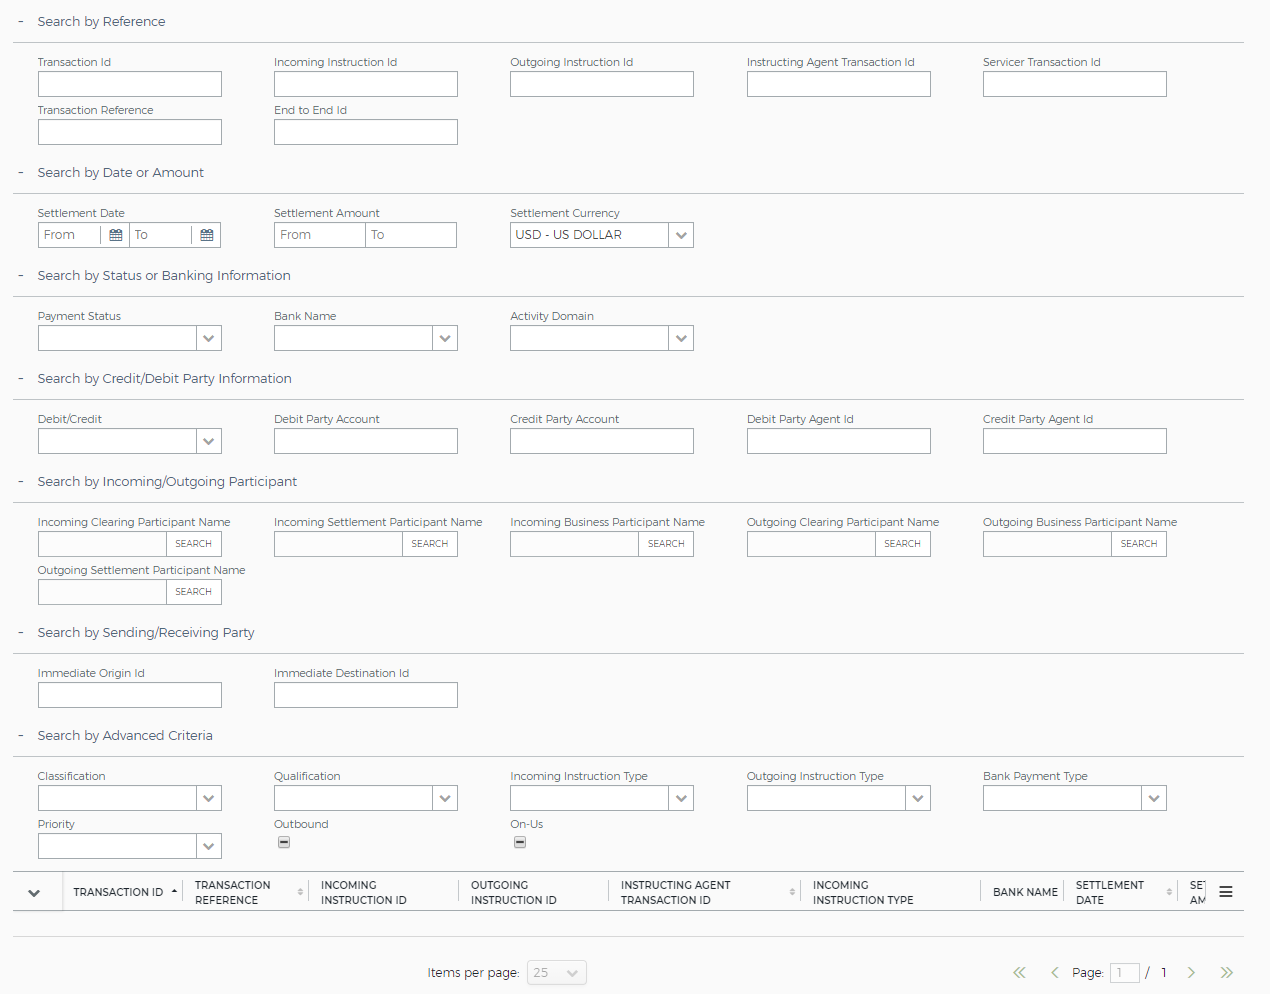 - Search by Reference
Transaction Id Incoming Instruction Id Outgoing Instruction Id Instructing Agent Transaction Id Servicer Transaction Id
Transaction Reference End to End Id
- Search by Date or Amount
Settlement Date Settlement Amount Settlement Currency
From To From To USD - US DOLLAR
- Search by Status or Banking Information
Payment Status Bank Name Activity Domain
- Search by Credit/Debit Party Information
Debit/Credit Debit Party Account Credit Party Account Debit Party Agent Id Credit Party Agent Id
- Search by Incoming/Outgoing Participant
Incoming Clearing Participant Name Incoming Settlement Participant Name Incoming Business Participant Name Outgoing Clearing Participant Name Outgoing Business Participant Name
SEARCH SEARCH SEARCH SEARCH SEARCH
Outgoing Settlement Participant Name
SEARCH
- Search by Sending/Receiving Party
Immediate Origin Id Immediate Destination Id
- Search by Advanced Criteria
Classification Qualification Incoming Instruction Type Outgoing Instruction Type Bank Payment Type
Priority Outbound On-Us
TRANSACTION ID
TRANSACTION
REFERENCE
INCOMING
INSTRUCTION ID
OUTGOING
INSTRUCTION ID
INSTRUCTING AGENT
TRANSACTION ID
INCOMING
INSTRUCTION TYPE
BANK NAME
SETTLEMENT
DATE
Items per page: 25 Page: 1 / 1